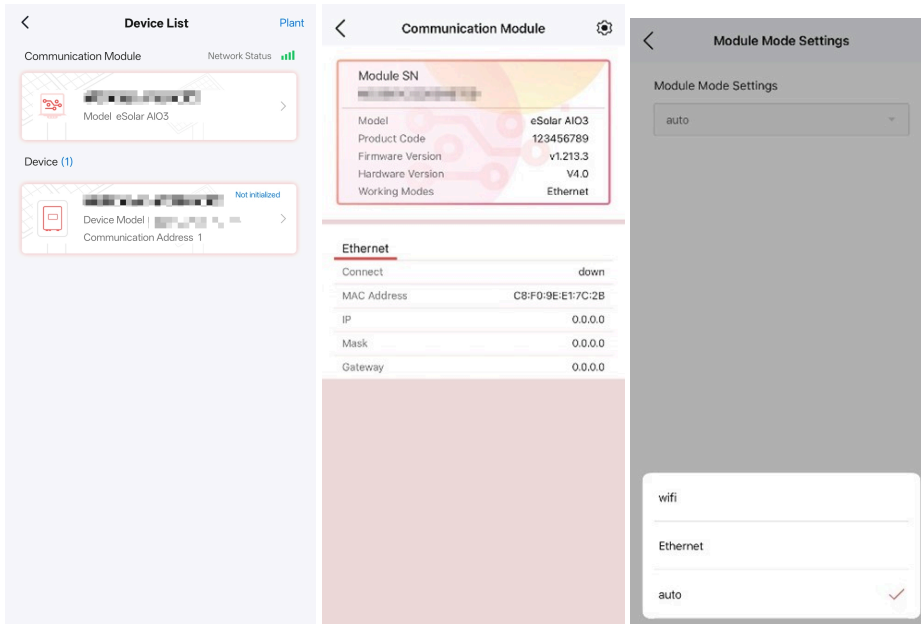 Device List
Plant
Communication Module
Network Status
Model eSolar AIO3
Device (1)
Not initialized
Device Model
Communication Address 1
Communication Module
Module SN
Model eSolar AIO3
Product Code 123456789
Firmware Version v1.213.3
Hardware Version V4.0
Working Modes Ethernet
Ethernet
Connect down
MAC Address C8:F0:9E:E1:7C:2B
IP 0.0.0.0
Mask 0.0.0.0
Gateway 0.0.0.0
Module Mode Settings
Module Mode Settings
auto
wifi
Ethernet
auto